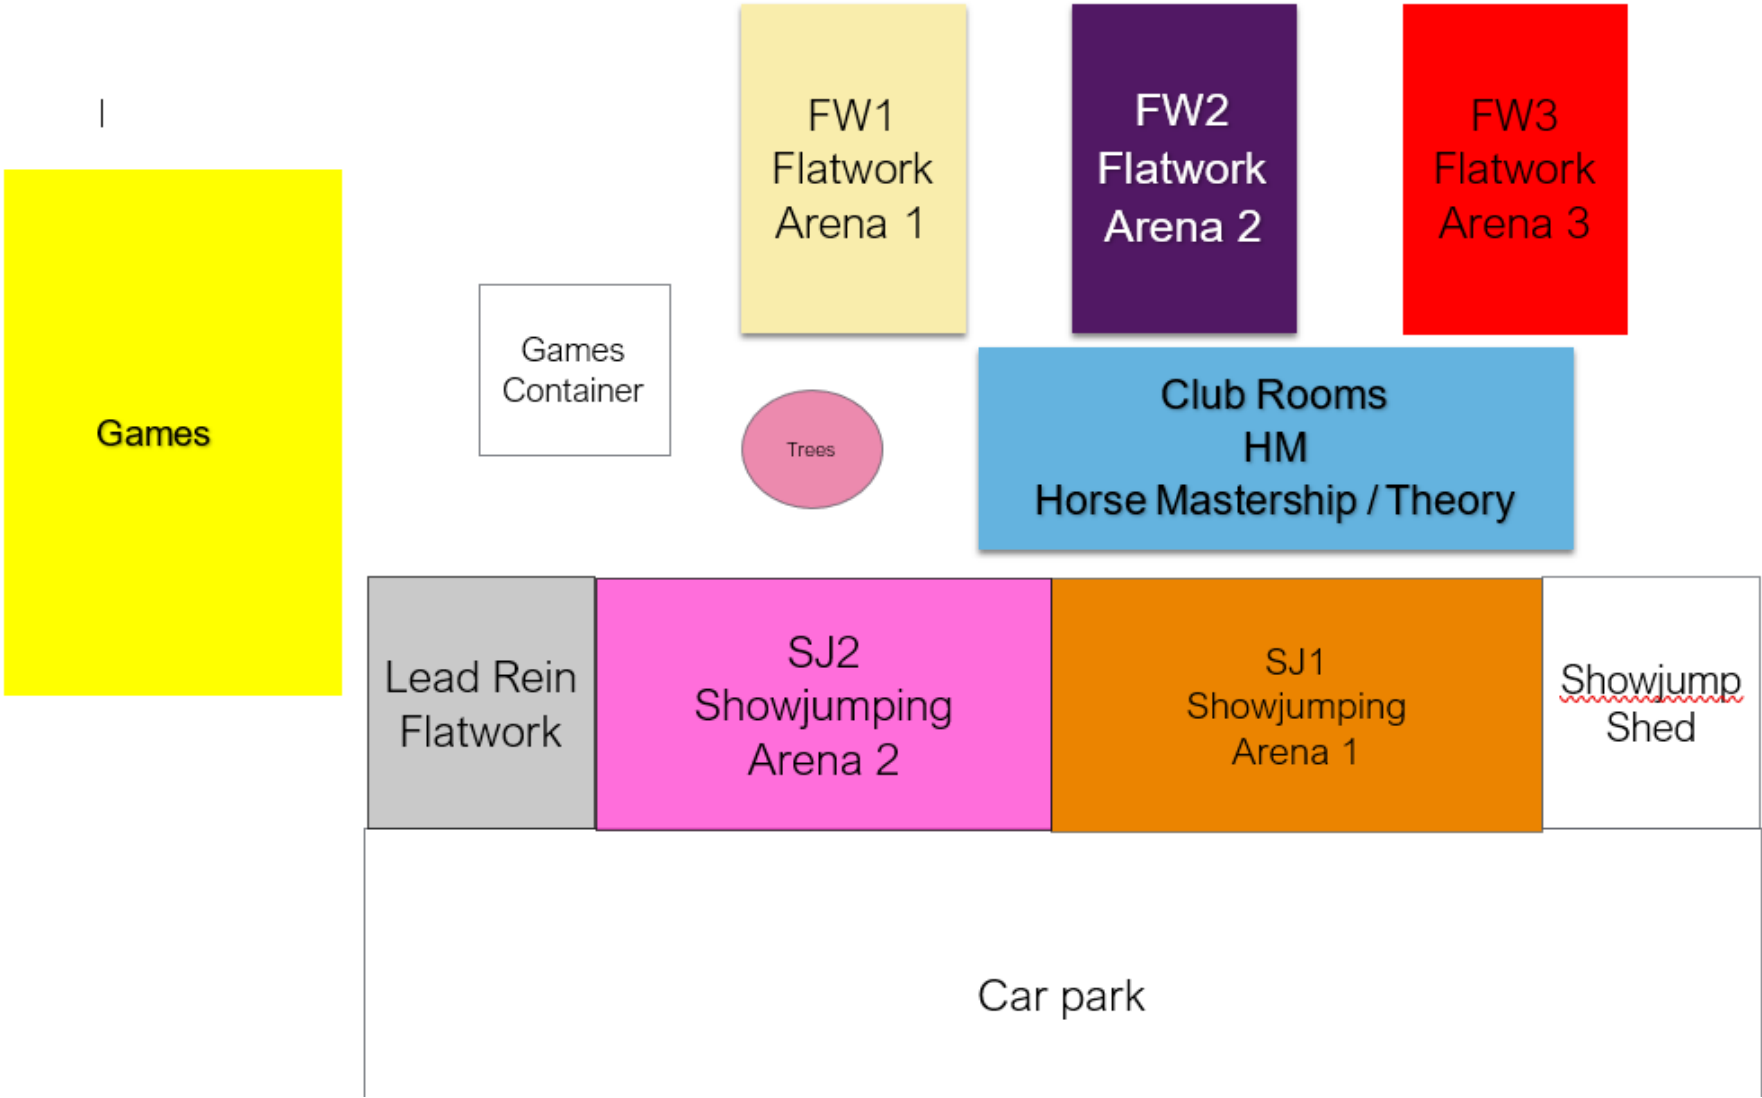 FW1
Flatwork
Arena 1
FW2
Flatwork
Arena 2
FW3
Flatwork
Arena 3
Games
Container
Games
Trees
Club Rooms
HM
Horse Mastership / Theory
Lead Rein
Flatwork
SJ2
Showjumping
Arena 2
SJ1
Showjumping
Arena 1
Showjump
Shed
Car park